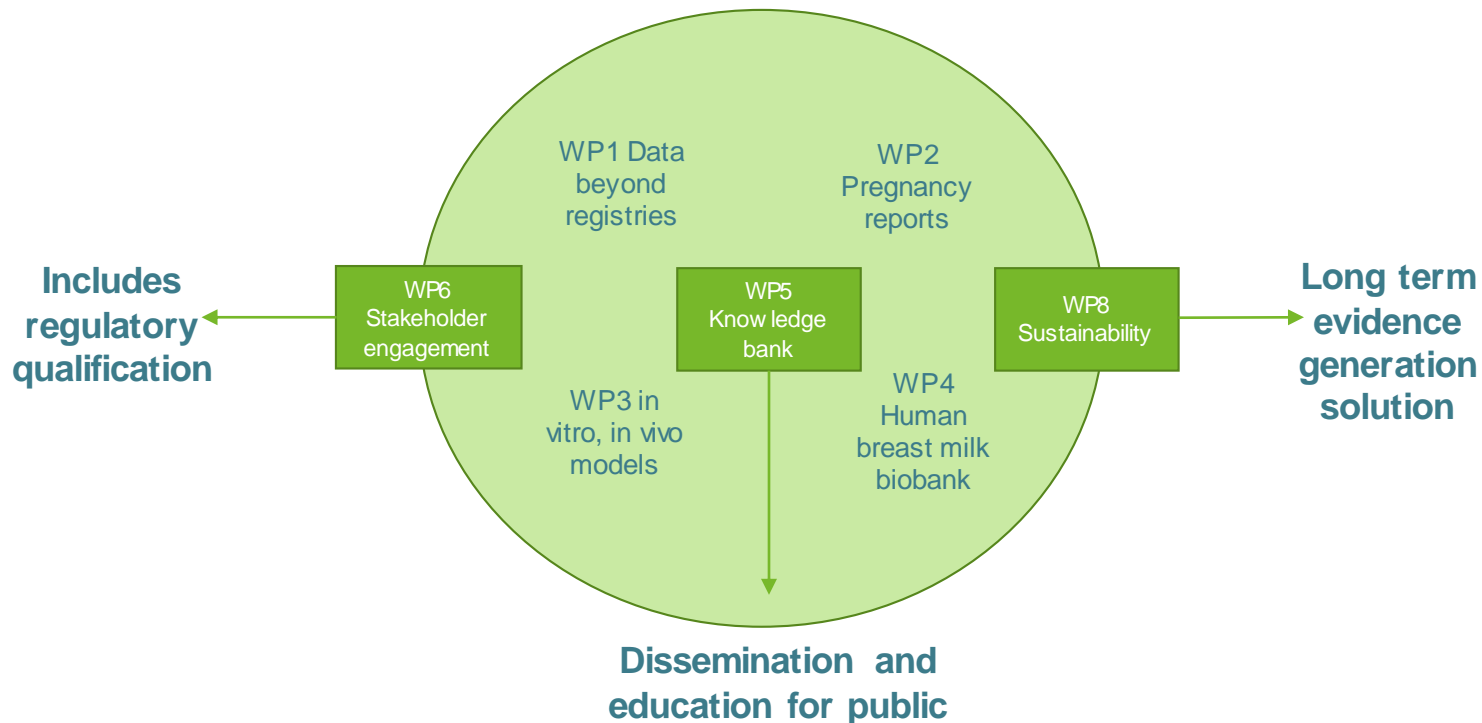 WP1 Data
beyond
registries
WP2
Pregnancy
reports
Includes
regulatory
qualification
WP6
Stakeholder
engagement
WP5
Knowledge
bank
WP8
Sustainability
Long term
evidence
generation
solution
WP3 in
vitro, in vivo
models
WP4
Human
breast milk
biobank
Dissemination and
education for public